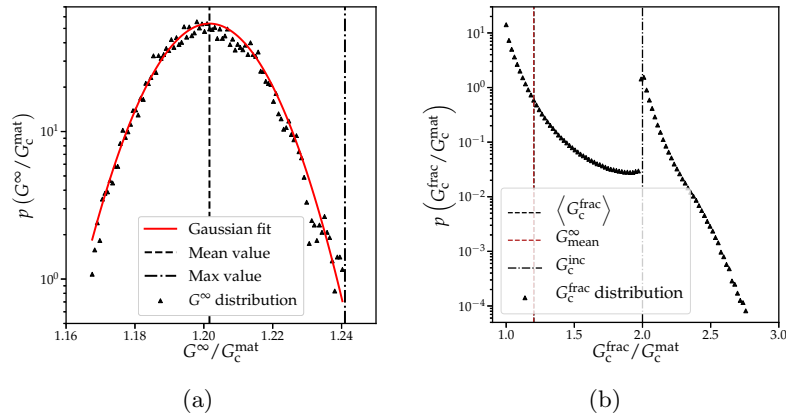 (a)
p (G^∞/G_c^mat)
10^1
10^0
1.16
1.18
1.20
1.22
1.24
G^∞/G_c^mat
Gaussian fit
Mean value
Max value
G^∞ distribution
(a)
(b)
p (G_c^frac/G_c^mat)
10^1
10^0
10^−1
10^−2
10^−3
10^−4
1.0
1.5
2.0
2.5
3.0
G_c^frac/G_c^mat
⟨G_c^frac⟩
G_mean^∞
G_c^inc
G_c^frac distribution
(b)